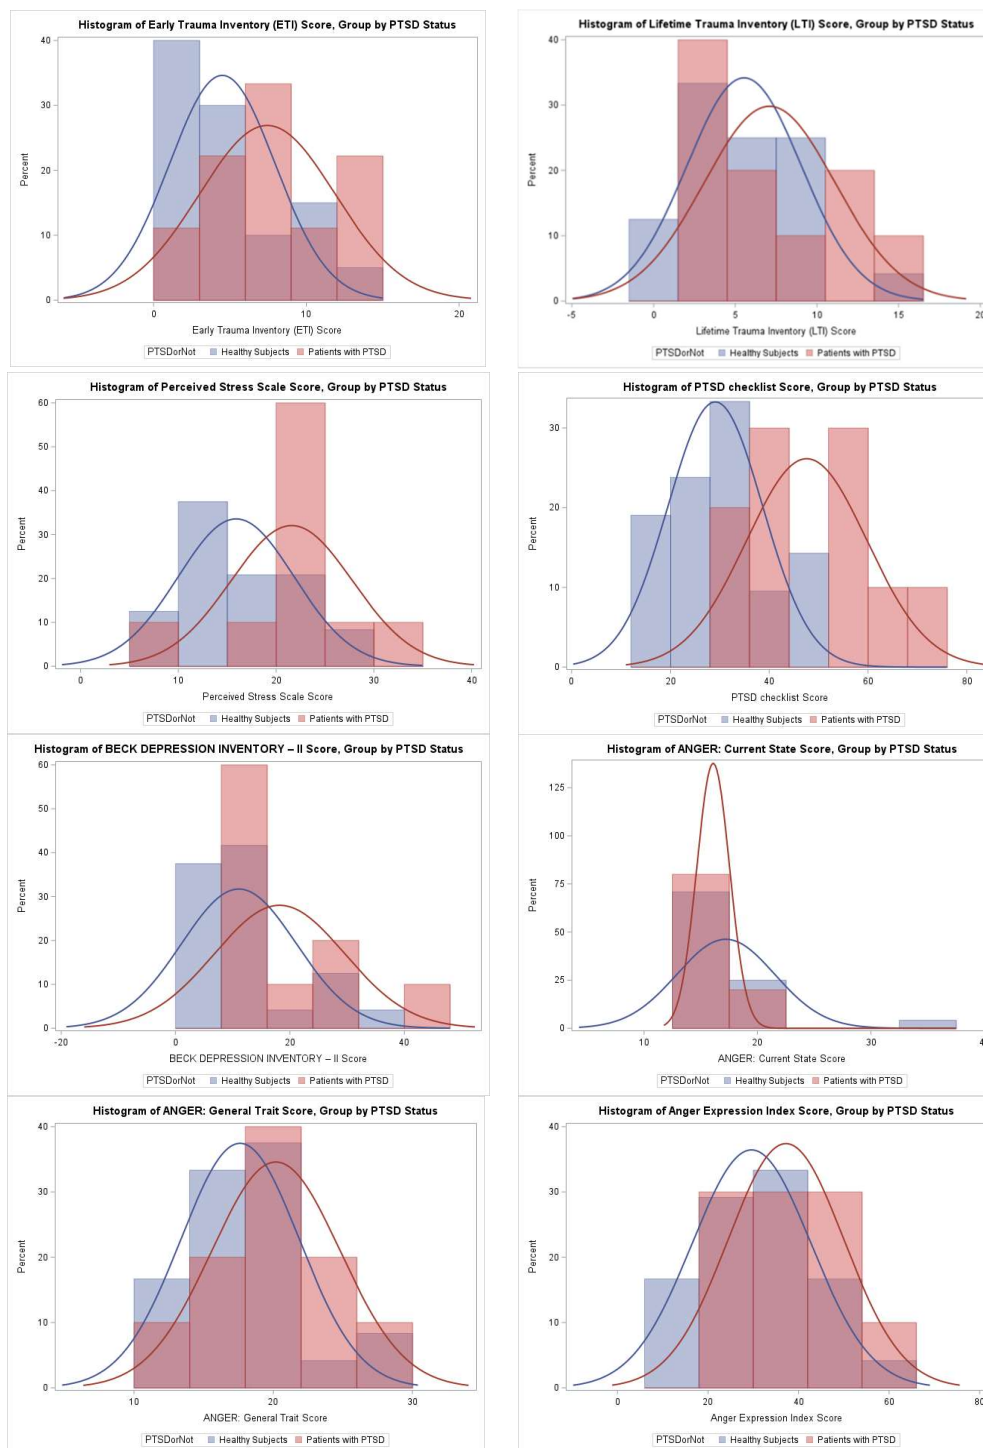 Histogram of Early Trauma Inventory (ETI) Score, Group by PTSD Status
40
30
20
10
0
Percent
0 10 20
Early Trauma Inventory (ETI) Score
PTSDorNot Healthy Subjects Patients with PTSD
Histogram of Lifetime Trauma Inventory (LTI) Score, Group by PTSD Status
40
30
20
10
0
Percent
-5 0 5 10 15 20
Lifetime Trauma Inventory (LTI) Score
PTSDorNot Healthy Subjects Patients with PTSD
Histogram of Perceived Stress Scale Score, Group by PTSD Status
60
50
40
30
20
10
0
Percent
0 10 20 30 40
Perceived Stress Scale Score
PTSDorNot Healthy Subjects Patients with PTSD
Histogram of PTSD checklist Score, Group by PTSD Status
30
20
10
0
Percent
0 20 40 60 80
PTSD checklist Score
PTSDorNot Healthy Subjects Patients with PTSD
Histogram of BECK DEPRESSION INVENTORY – II Score, Group by PTSD Status
60
50
40
30
20
10
0
Percent
-20 0 20 40
BECK DEPRESSION INVENTORY – II Score
PTSDorNot Healthy Subjects Patients with PTSD
Histogram of ANGER: Current State Score, Group by PTSD Status
125
100
75
50
25
0
Percent
10 20 30
ANGER: Current State Score
PTSDorNot Healthy Subjects Patients with PTSD
Histogram of ANGER: General Trait Score, Group by PTSD Status
40
30
20
10
0
Percent
10 20 30
ANGER: General Trait Score
PTSDorNot Healthy Subjects Patients with PTSD
Histogram of Anger Expression Index Score, Group by PTSD Status
40
30
20
10
0
Percent
0 20 40 60 80
Anger Expression Index Score
PTSDorNot Healthy Subjects Patients with PTSD